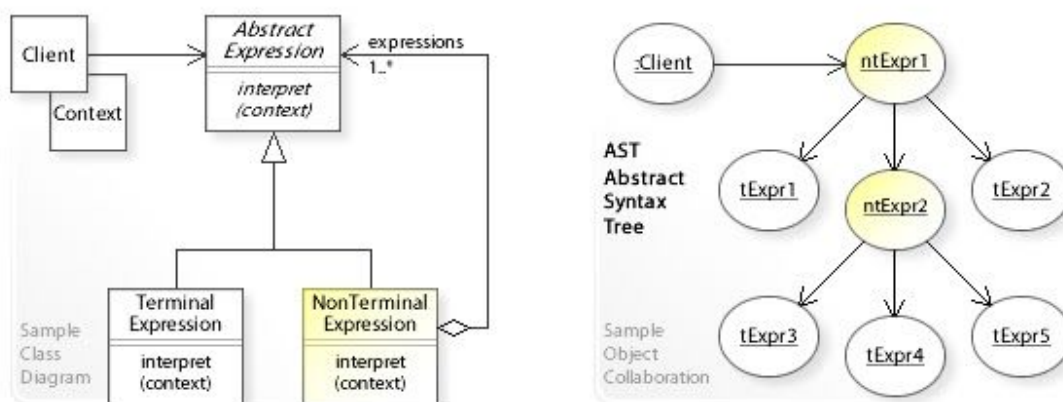 Client
Context
Abstract
Expression
interpret
(context)
expressions
1..*
Terminal
Expression
interpret
(context)
NonTerminal
Expression
interpret
(context)
Sample
Class
Diagram
:Client
ntExpr1
AST
Abstract
Syntax
Tree
tExpr1
ntExpr2
tExpr2
tExpr3
tExpr4
tExpr5
Sample
Object
Collaboration